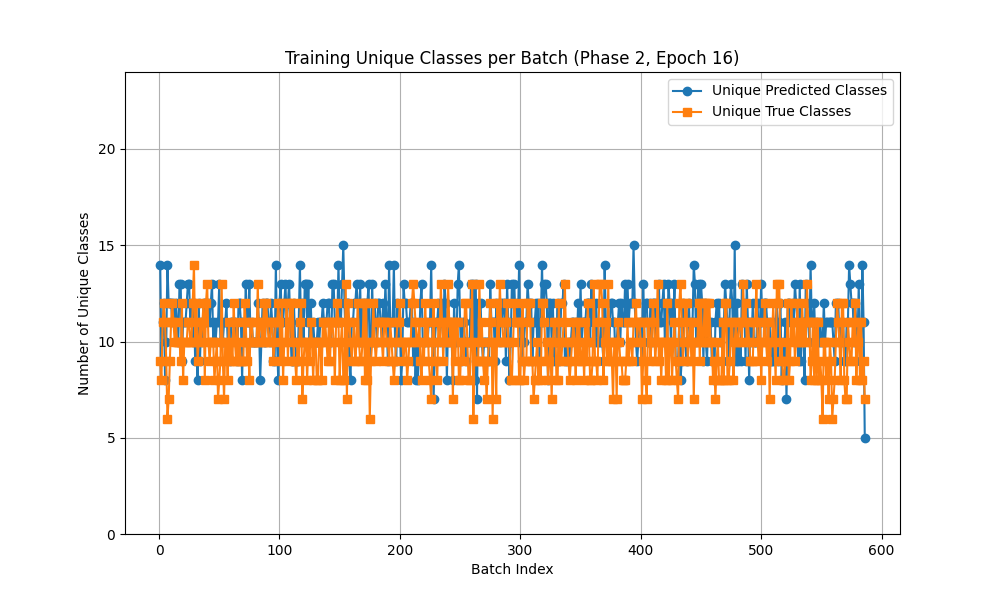 Training Unique Classes per Batch (Phase 2, Epoch 16)
Unique Predicted Classes
Unique True Classes
Number of Unique Classes
20
15
10
5
0
0 100 200 300 400 500 600
Batch Index